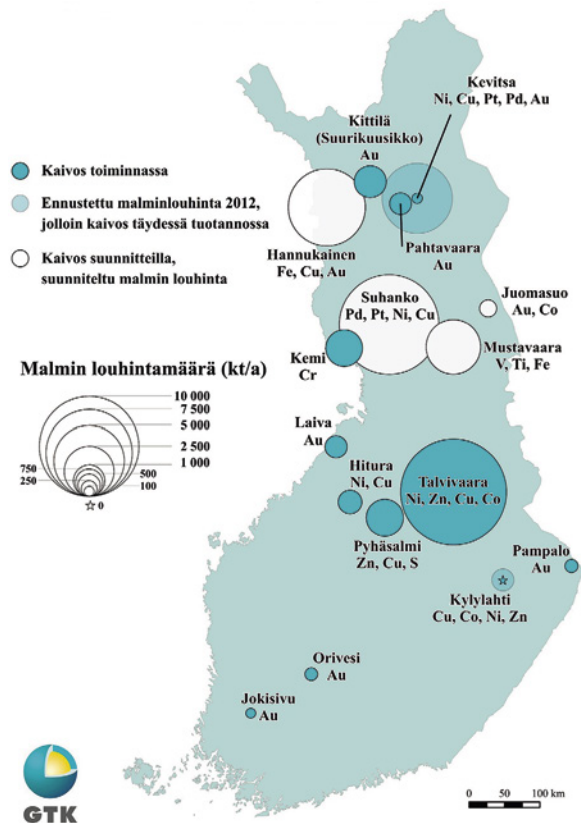 Kevitsa
Ni, Cu, Pt, Pd, Au
Kittilä
(Suurikuusikko)
Au
Kaivos toiminnassa
Ennustettu malminlouhinta 2012,
jolloin kaivos täydessä tuotannossa
Kaivos suunnitteilla,
suunniteltu malmin louhinta
Hannukainen
Fe, Cu, Au
Pahtavaara
Au
Suhanko
Pd, Pt, Ni, Cu
Juomasuo
Au, Co
Kemi
Cr
Mustavaara
V, Ti, Fe
Malmin louhintamäärä (kt/a)
10 000
7 500
5 000
2 500
1 000
750
500
250
100
0
Laiva
Au
Hitura
Ni, Cu
Talvivaara
Ni, Zn, Cu, Co
Pyhäsalmi
Zn, Cu, S
Pampalo
Au
Kylylahti
Cu, Co, Ni, Zn
Orivesi
Au
Jokisivu
Au
GTK
0 50 100 km